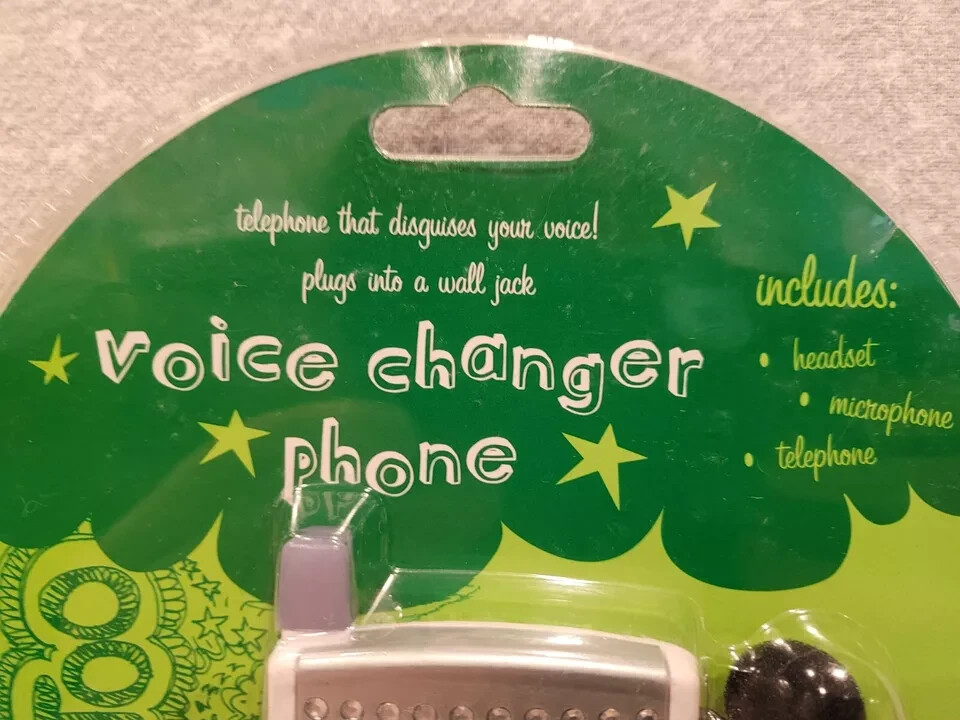 telephone that disguises your voice!
plugs into a wall jack
voice changer
phone
includes:
• headset
• microphone
• telephone